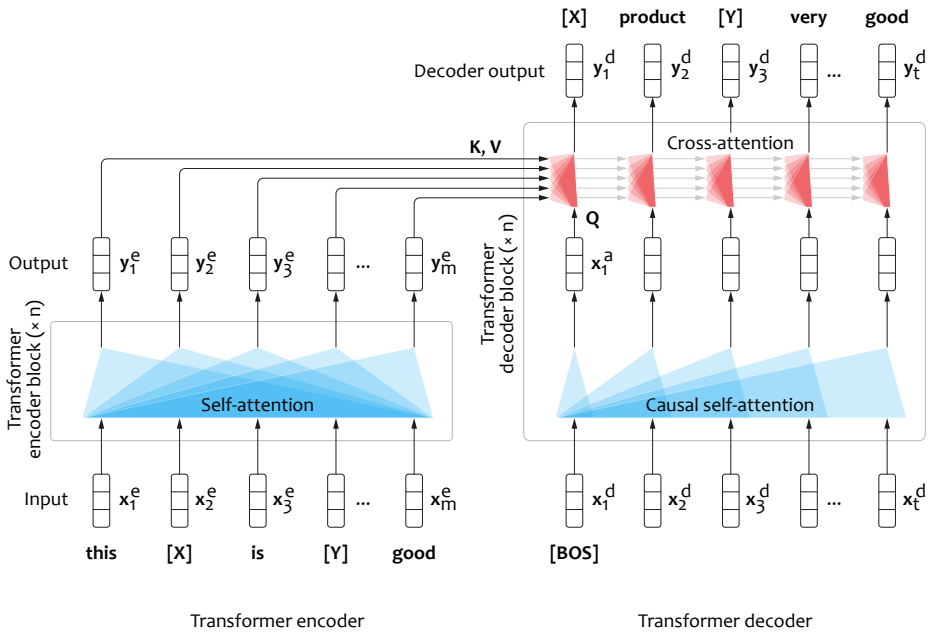 [X] product [Y] very good
Decoder output y₁ᵈ y₂ᵈ y₃ᵈ ... yₜᵈ
Cross-attention
K, V
Q
Output y₁ᵉ y₂ᵉ y₃ᵉ ... yₘᵉ
x₁ᵃ
Transformer
encoder block (× n)
Transformer
decoder block (× n)
Self-attention
Causal self-attention
Input x₁ᵉ x₂ᵉ x₃ᵉ ... xₘᵉ
x₁ᵈ x₂ᵈ x₃ᵈ ... xₜᵈ
this [X] is [Y] good
[BOS]
Transformer encoder
Transformer decoder